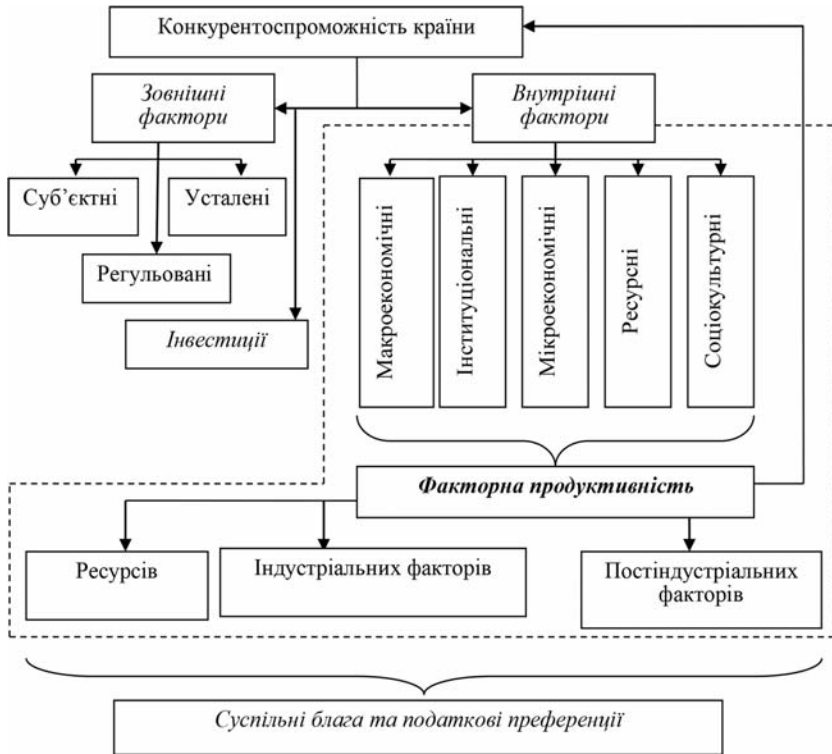 Конкурентоспроможність країни
Зовнішні
фактори
Внутрішні
фактори
Суб’єктні
Усталені
Регульовані
Інвестиції
Макроекономічні
Інституціональні
Мікроекономічні
Ресурсні
Соціокультурні
Факторна продуктивність
Ресурсів
Індустріальних факторів
Постіндустріальних
факторів
Суспільні блага та податкові преференції